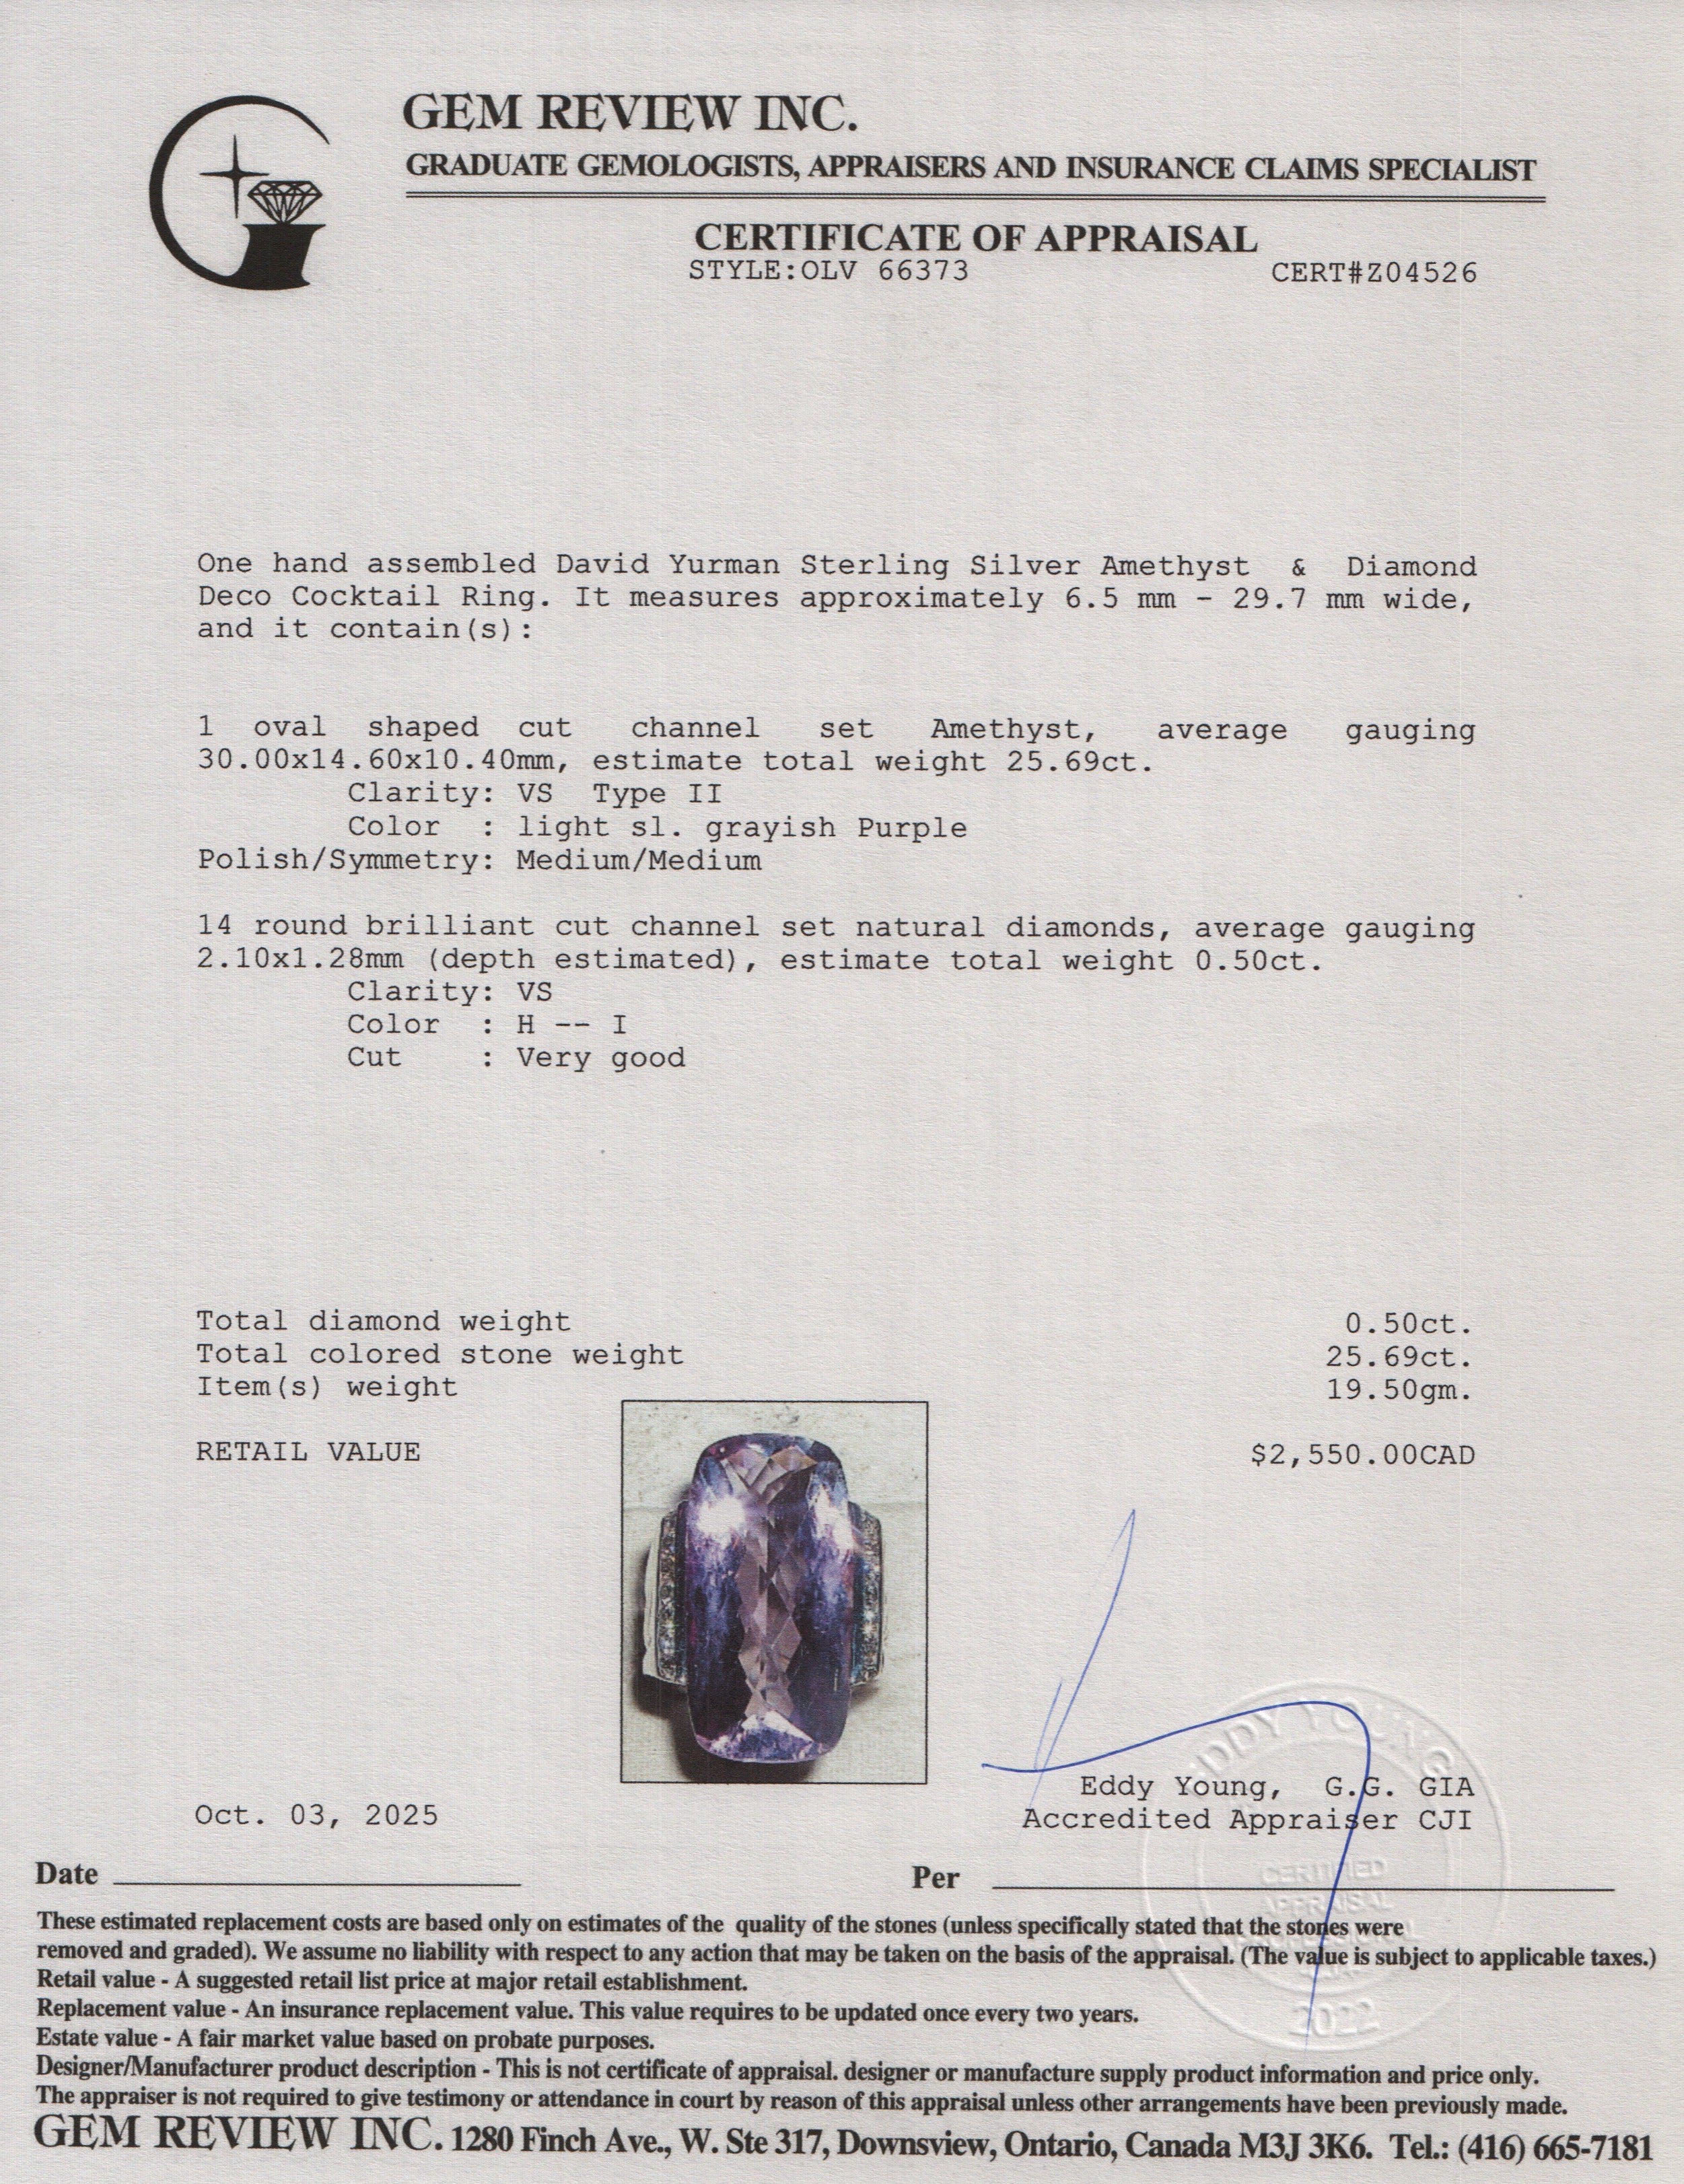 GEM REVIEW INC.
GRADUATE GEMOLOGISTS, APPRAISERS AND INSURANCE CLAIMS SPECIALIST
CERTIFICATE OF APPRAISAL
STYLE:OLV 66373 CERT#Z04526
One hand assembled David Yurman Sterling Silver Amethyst & Diamond
Deco Cocktail Ring. It measures approximately 6.5 mm - 29.7 mm wide,
and it contain(s):
1 oval shaped cut channel set Amethyst, average gauging
30.00x14.60x10.40mm, estimate total weight 25.69ct.
Clarity: VS Type II
Color : light sl. grayish Purple
Polish/Symmetry: Medium/Medium
14 round brilliant cut channel set natural diamonds, average gauging
2.10x1.28mm (depth estimated), estimate total weight 0.50ct.
Clarity: VS
Color : H -- I
Cut : Very good
Total diamond weight 0.50ct.
Total colored stone weight 25.69ct.
Item(s) weight 19.50gm.
RETAIL VALUE $2,550.00CAD
EDDY YOUNG
Eddy Young, G.G. GIA
Oct. 03, 2025 Accredited Appraiser CJI
Date Per
CERTIFIED
APPRAISAL
2022
These estimated replacement costs are based only on estimates of the quality of the stones (unless specifically stated that the stones were
removed and graded). We assume no liability with respect to any action that may be taken on the basis of the appraisal. (The value is subject to applicable taxes.)
Retail value - A suggested retail list price at major retail establishment.
Replacement value - An insurance replacement value. This value requires to be updated once every two years.
Estate value - A fair market value based on probate purposes.
Designer/Manufacturer product description - This is not certificate of appraisal. designer or manufacture supply product information and price only.
The appraiser is not required to give testimony or attendance in court by reason of this appraisal unless other arrangements have been previously made.
GEM REVIEW INC. 1280 Finch Ave., W. Ste 317, Downsview, Ontario, Canada M3J 3K6. Tel.: (416) 665-7181